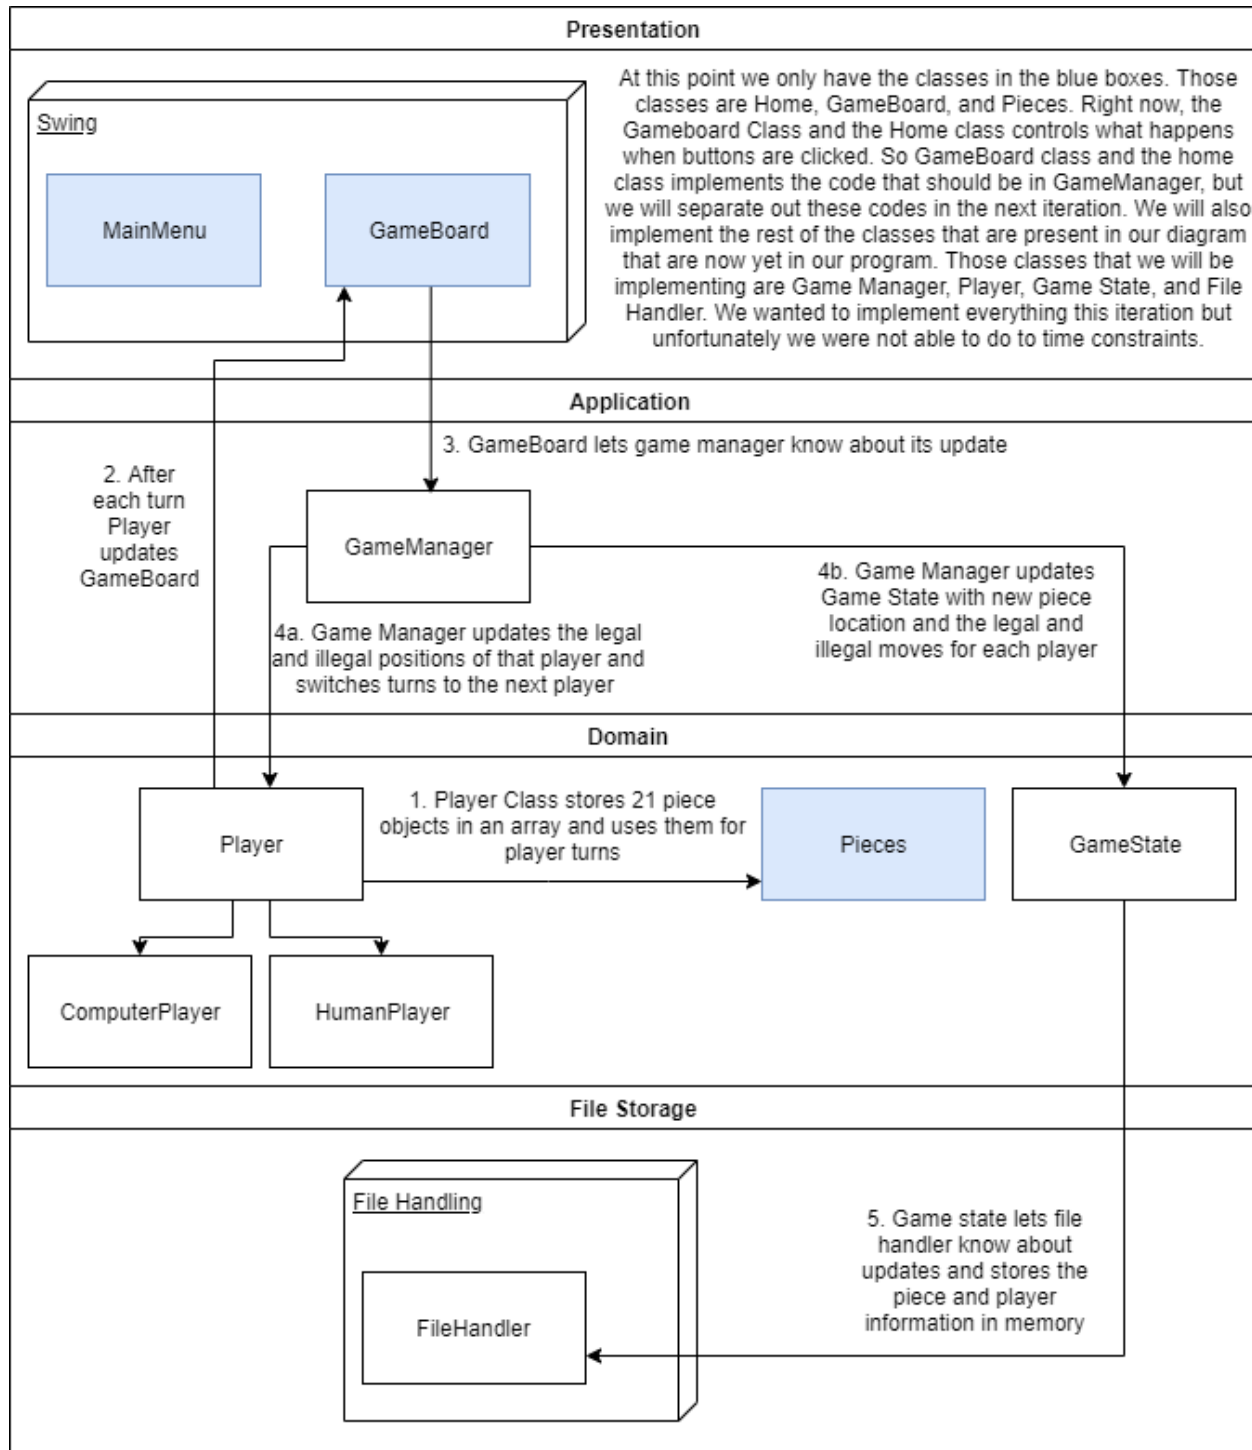 Presentation
At this point we only have the classes in the blue boxes. Those
classes are Home, GameBoard, and Pieces. Right now, the
Gameboard Class and the Home class controls what happens
when buttons are clicked. So GameBoard class and the home
class implements the code that should be in GameManager, but
we will separate out these codes in the next iteration. We will also
implement the rest of the classes that are present in our diagram
that are now yet in our program. Those classes that we will be
implementing are Game Manager, Player, Game State, and File
Handler. We wanted to implement everything this iteration but
unfortunately we were not able to do to time constraints.
Swing
MainMenu
GameBoard
Application
3. GameBoard lets game manager know about its update
2. After
each turn
Player
updates
GameBoard
GameManager
4b. Game Manager updates
Game State with new piece
location and the legal and
illegal moves for each player
4a. Game Manager updates the legal
and illegal positions of that player and
switches turns to the next player
Domain
Player
1. Player Class stores 21 piece
objects in an array and uses them for
player turns
Pieces
GameState
ComputerPlayer
HumanPlayer
File Storage
File Handling
FileHandler
5. Game state lets file
handler know about
updates and stores the
piece and player
information in memory